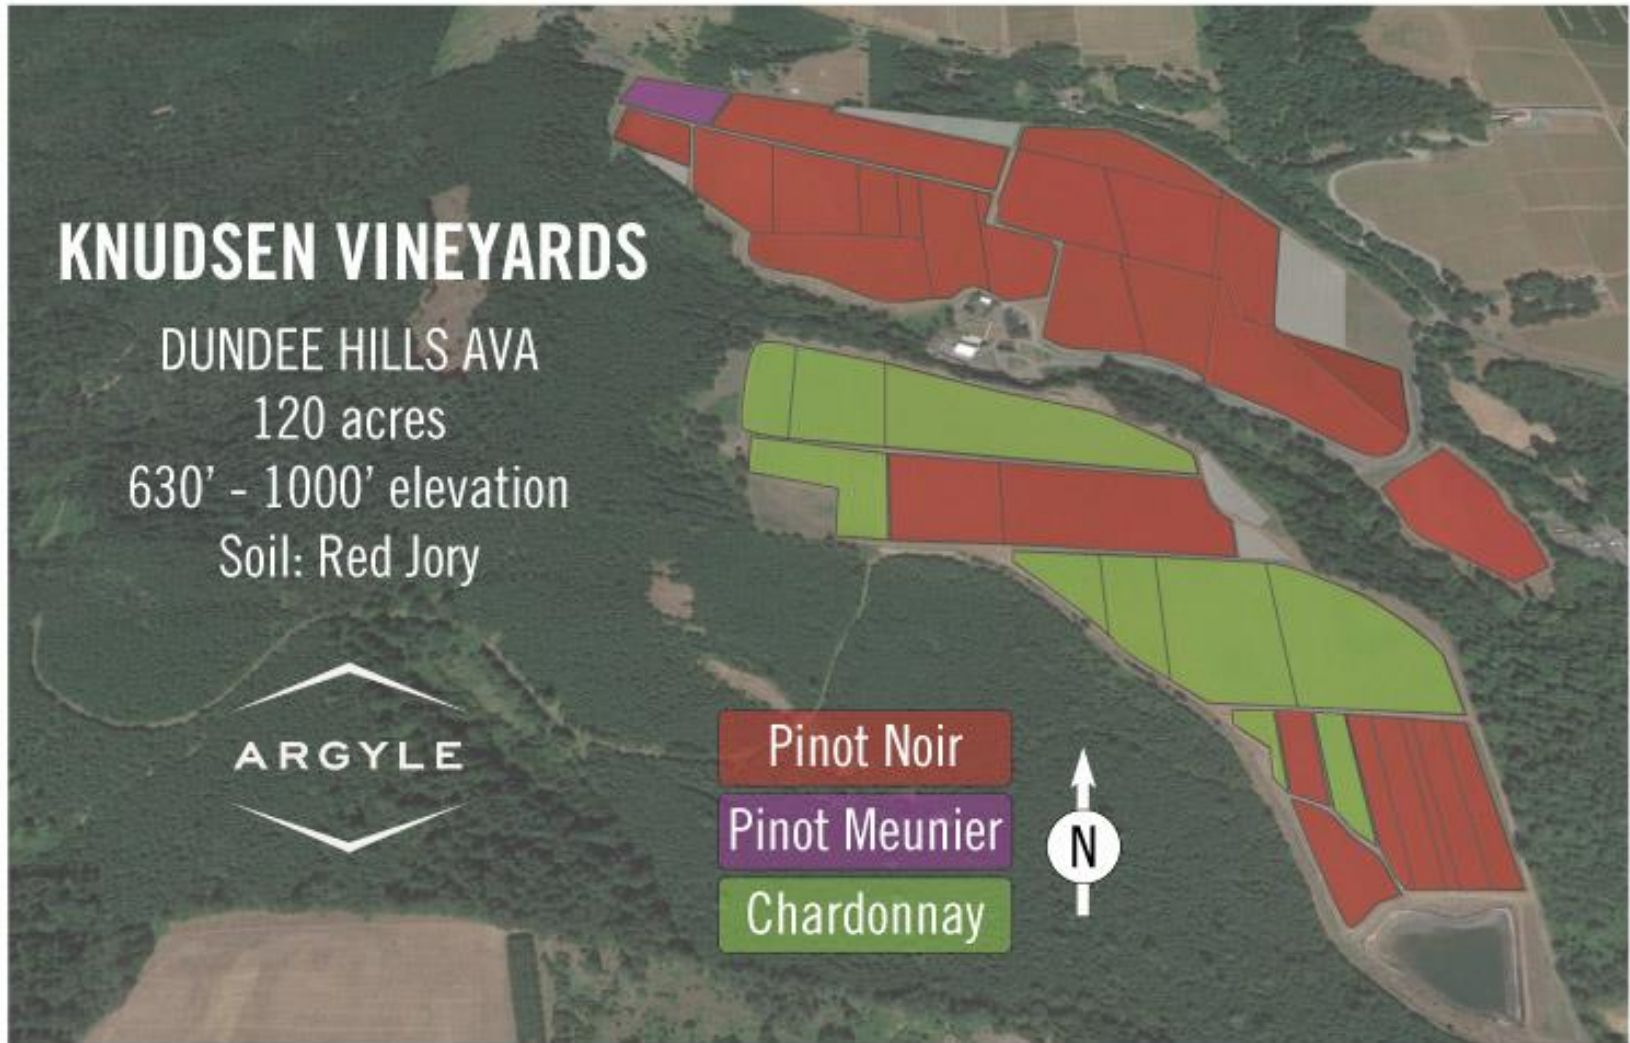 KNUDSEN VINEYARDS
DUNDEE HILLS AVA
120 acres
630' - 1000' elevation
Soil: Red Jory
ARGYLE
Pinot Noir
Pinot Meunier
Chardonnay
N